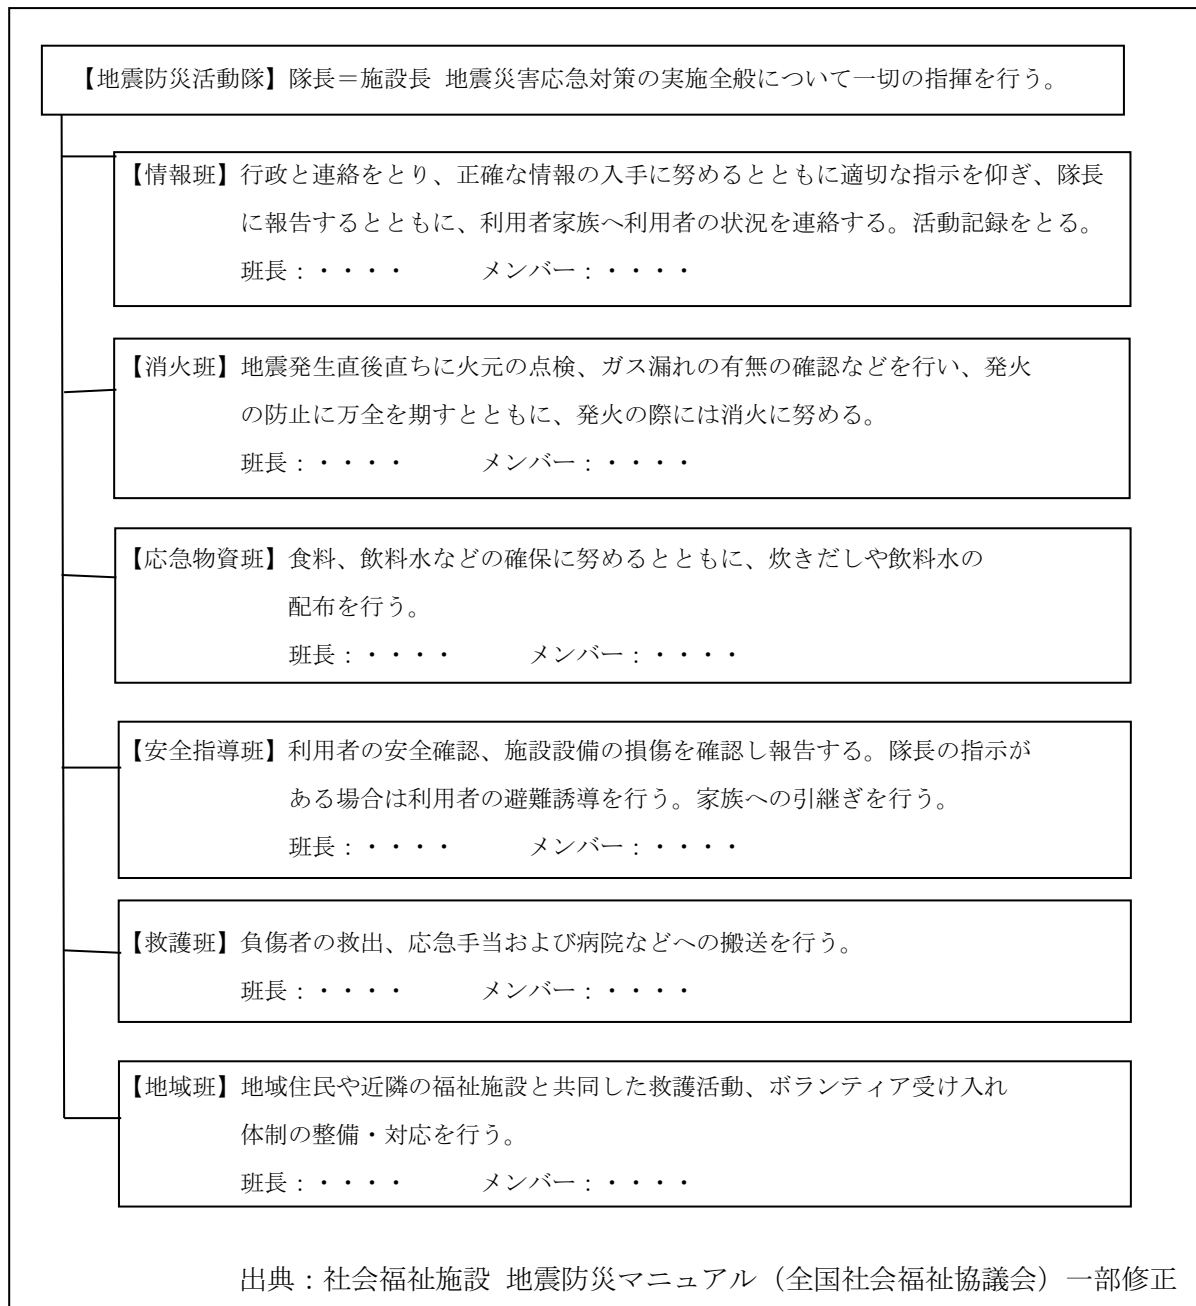 【地震防災活動隊】隊長＝施設長 地震災害応急対策の実施全般について一切の指揮を行う。
【情報班】行政と連絡をとり、正確な情報の入手に努めるとともに適切な指示を仰ぎ、隊長
に報告するとともに、利用者家族へ利用者の状況を連絡する。活動記録をとる。
班長：・・・・　　　メンバー：・・・・
【消火班】地震発生直後直ちに火元の点検、ガス漏れの有無の確認などを行い、発火
の防止に万全を期すとともに、発火の際には消火に努める。
班長：・・・・　　　メンバー：・・・・
【応急物資班】食料、飲料水などの確保に努めるとともに、炊きだしや飲料水の
配布を行う。
班長：・・・・　　　メンバー：・・・・
【安全指導班】利用者の安全確認、施設設備の損傷を確認し報告する。隊長の指示が
ある場合は利用者の避難誘導を行う。家族への引継ぎを行う。
班長：・・・・　　　メンバー：・・・・
【救護班】負傷者の救出、応急手当および病院などへの搬送を行う。
班長：・・・・　　　メンバー：・・・・
【地域班】地域住民や近隣の福祉施設と共同した救護活動、ボランティア受け入れ
体制の整備・対応を行う。
班長：・・・・　　　メンバー：・・・・
出典：社会福祉施設 地震防災マニュアル（全国社会福祉協議会）一部修正